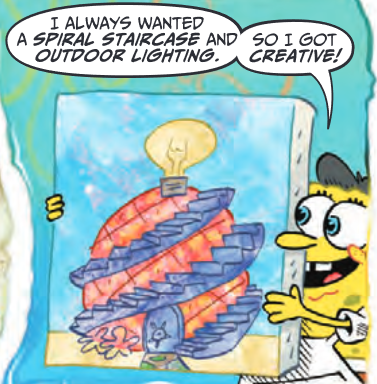 I ALWAYS WANTED
A SPIRAL STAIRCASE AND
OUTDOOR LIGHTING.
SO I GOT
CREATIVE!